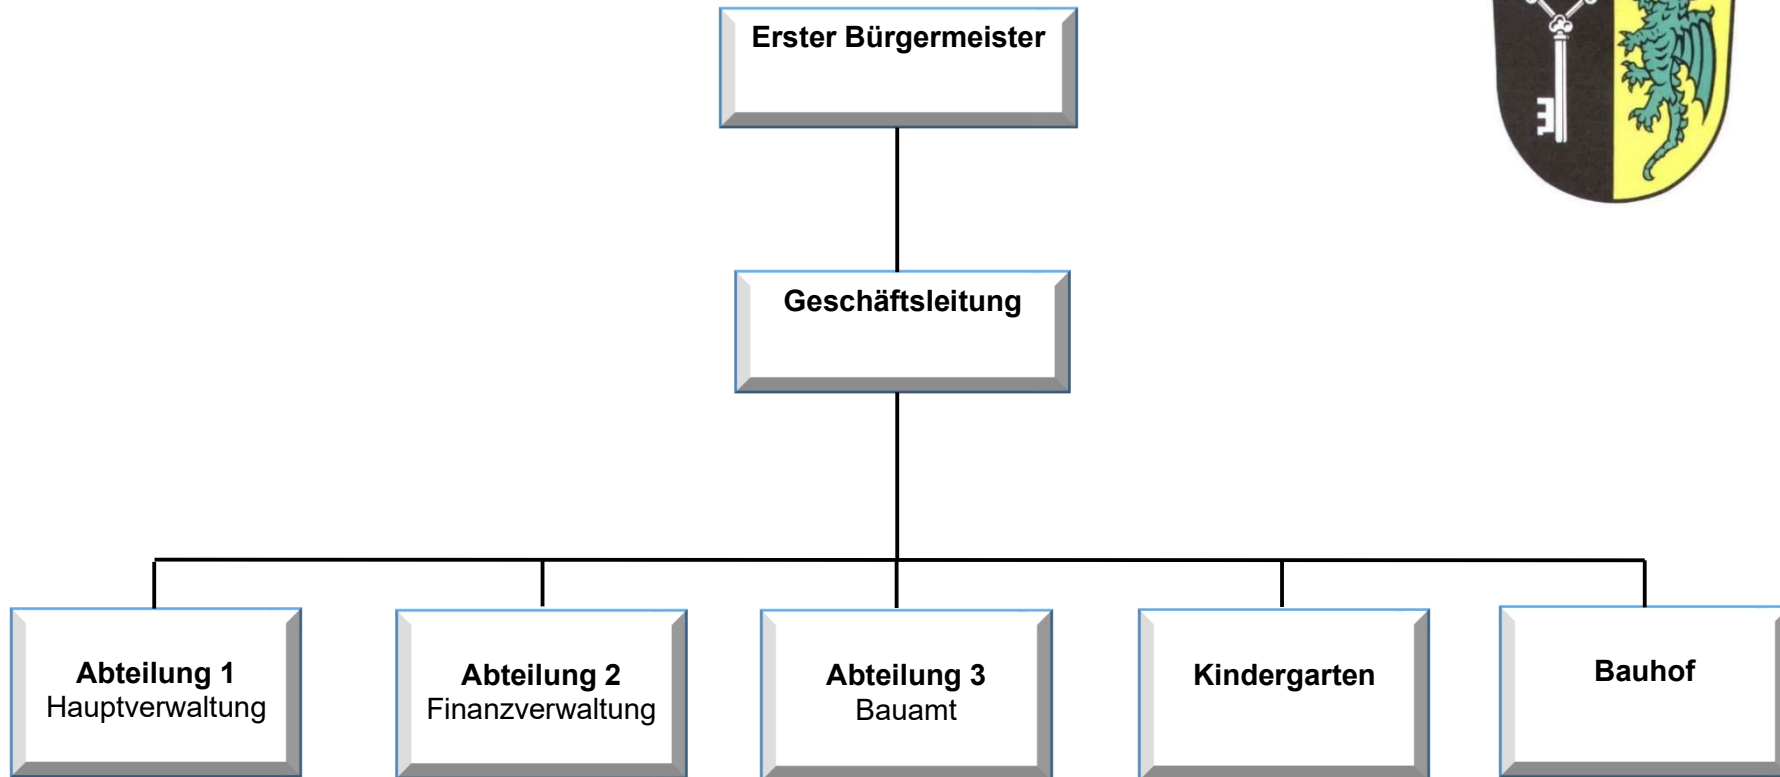 Erster Bürgermeister
Geschäftsleitung
Abteilung 1
Hauptverwaltung
Abteilung 2
Finanzverwaltung
Abteilung 3
Bauamt
Kindergarten
Bauhof